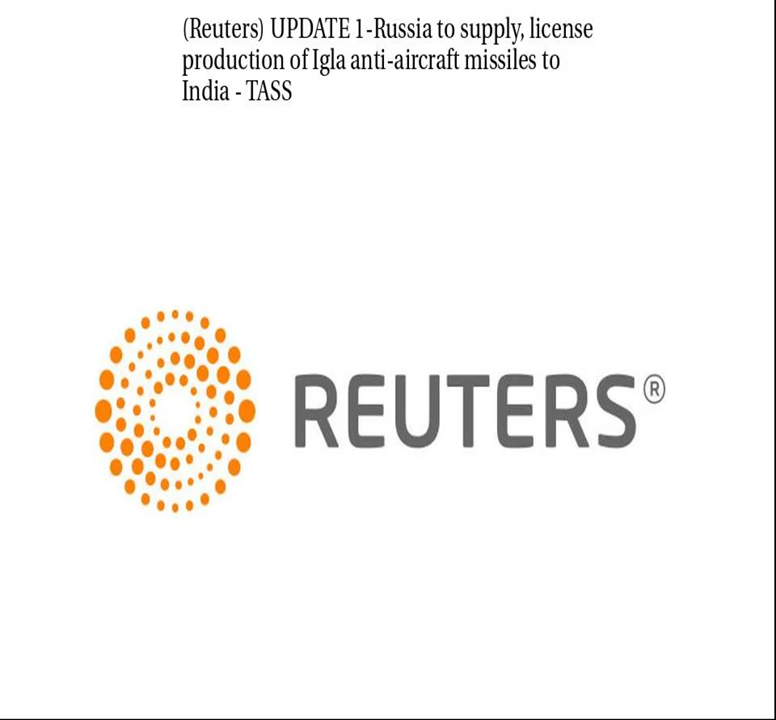 (Reuters) UPDATE 1-Russia to supply, license
production of Igla anti-aircraft missiles to
India - TASS
REUTERS®